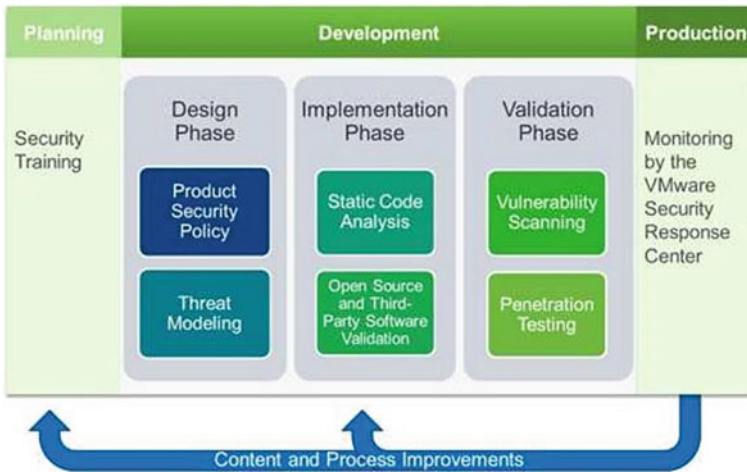 Planning
Development
Production
Security
Training
Design
Phase
Product
Security
Policy
Threat
Modeling
Implementation
Phase
Static Code
Analysis
Open Source
and Third-
Party Software
Validation
Validation
Phase
Vulnerability
Scanning
Penetration
Testing
Monitoring
by the
VMware
Security
Response
Center
Content and Process Improvements